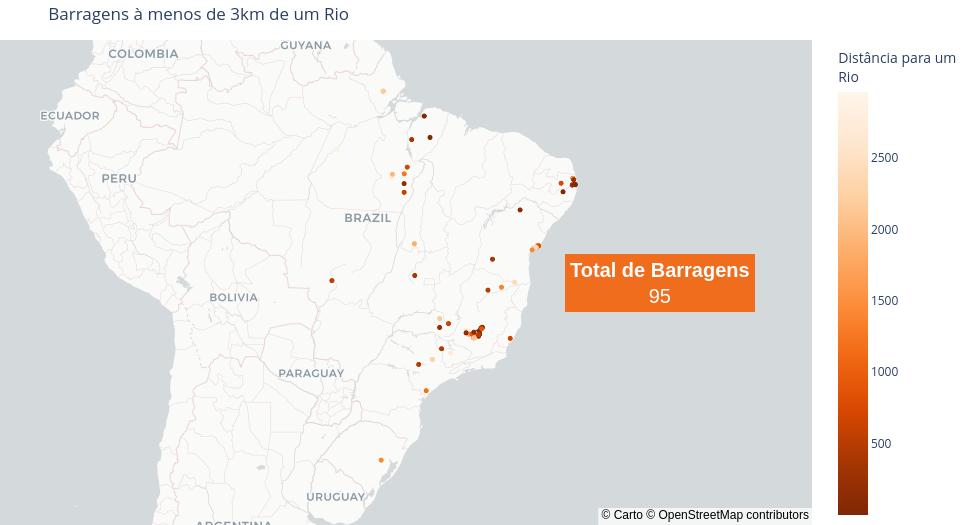 Barragens à menos de 3km de um Rio
GUYANA
COLOMBIA
ECUADOR
PERU
BRAZIL
BOLIVIA
PARAGUAY
URUGUAY
ARGENTINA
Total de Barragens
95
Distância para um
Rio
2500
2000
1500
1000
500
© Carto © OpenStreetMap contributors